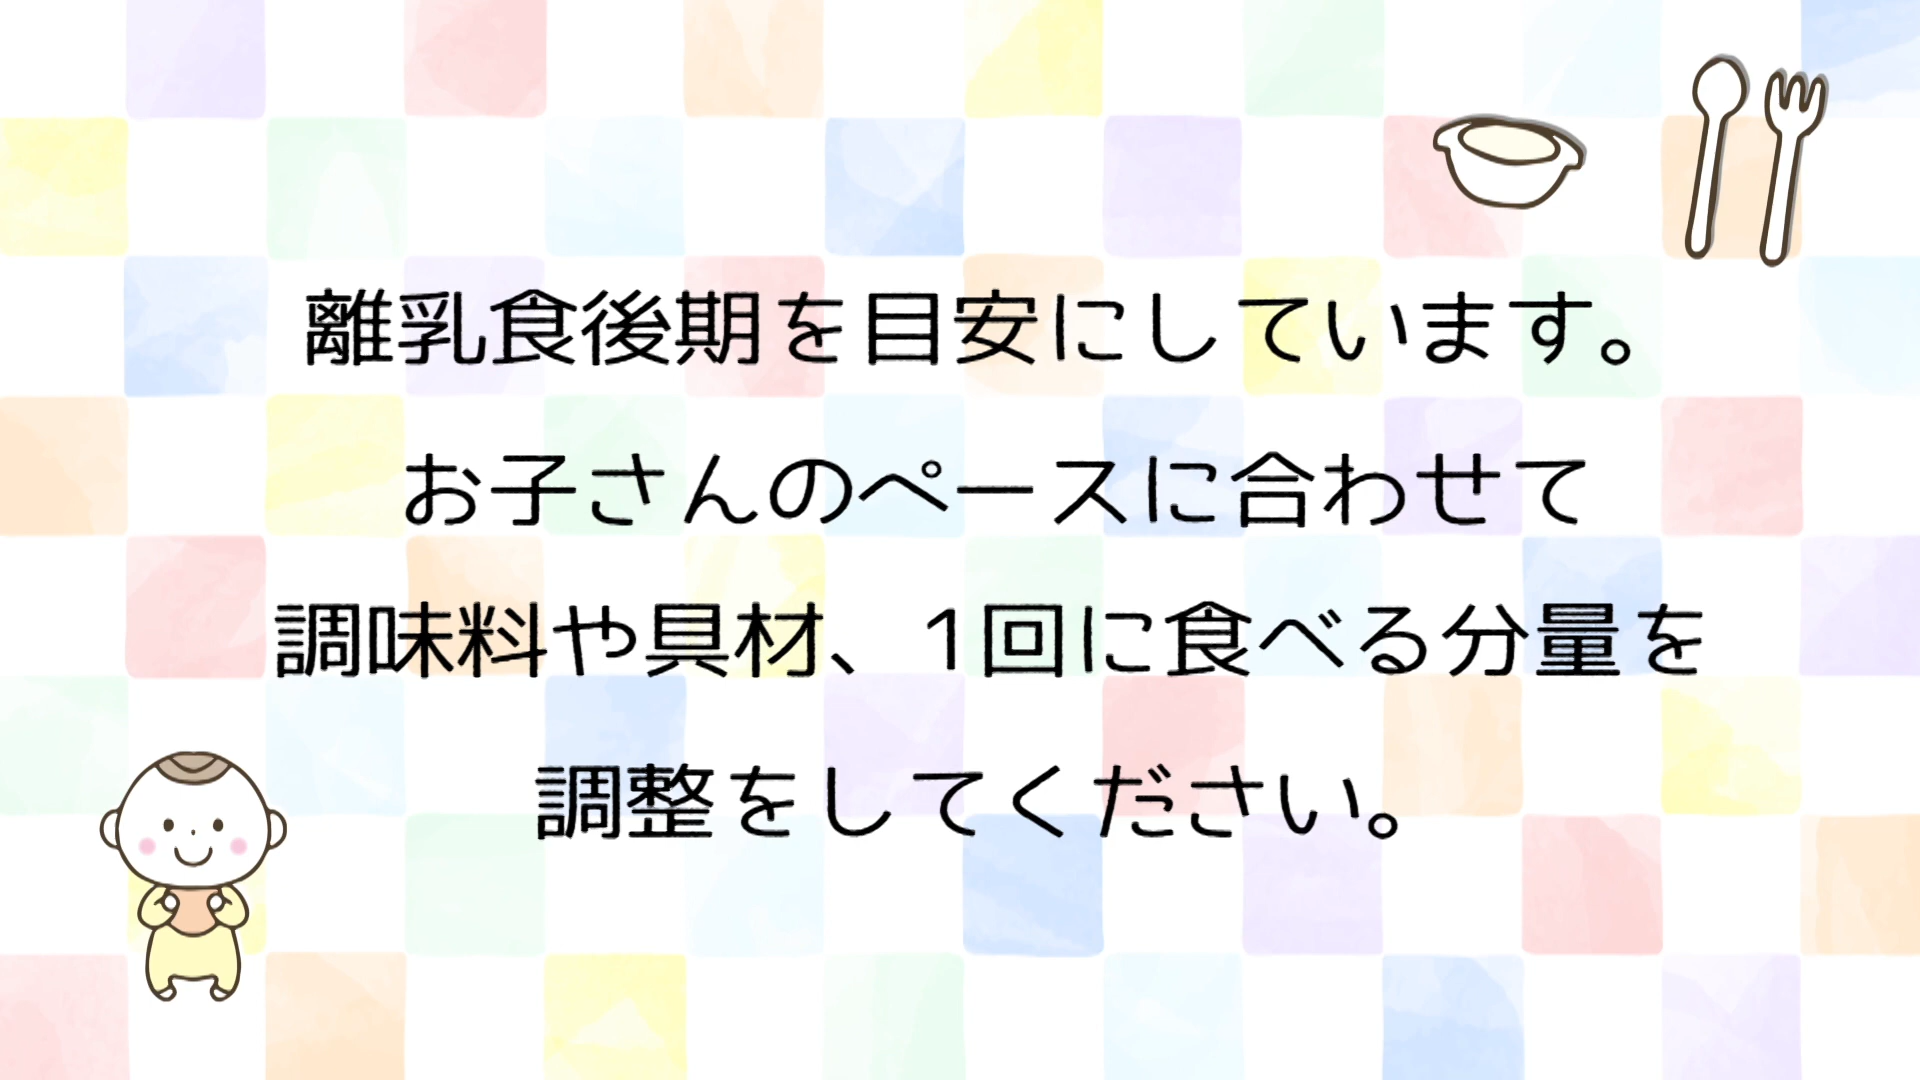 離乳食後期を目安にしています。
お子さんのペースに合わせて
調味料や具材、1回に食べる分量を
調整をしてください。